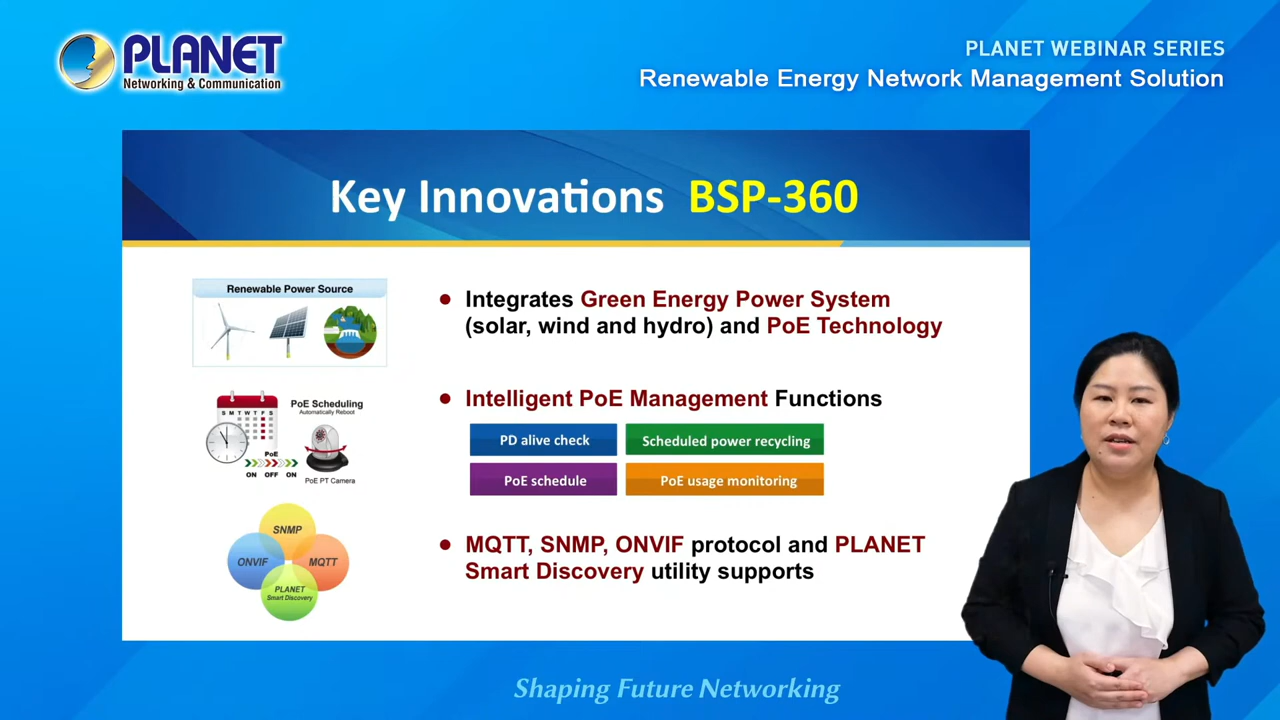 PLANET
Networking & Communication
PLANET WEBINAR SERIES
Renewable Energy Network Management Solution
Key Innovations BSP-360
Renewable Power Source
● Integrates Green Energy Power System
(solar, wind and hydro) and PoE Technology
PoE Scheduling
Automatically Reboot
S M T W T F S
PoE
ON OFF ON
PoE PT Camera
● Intelligent PoE Management Functions
PD alive check
Scheduled power recycling
PoE schedule
PoE usage monitoring
SNMP
ONVIF
MQTT
PLANET
Smart Discovery
● MQTT, SNMP, ONVIF protocol and PLANET
Smart Discovery utility supports
Shaping Future Networking